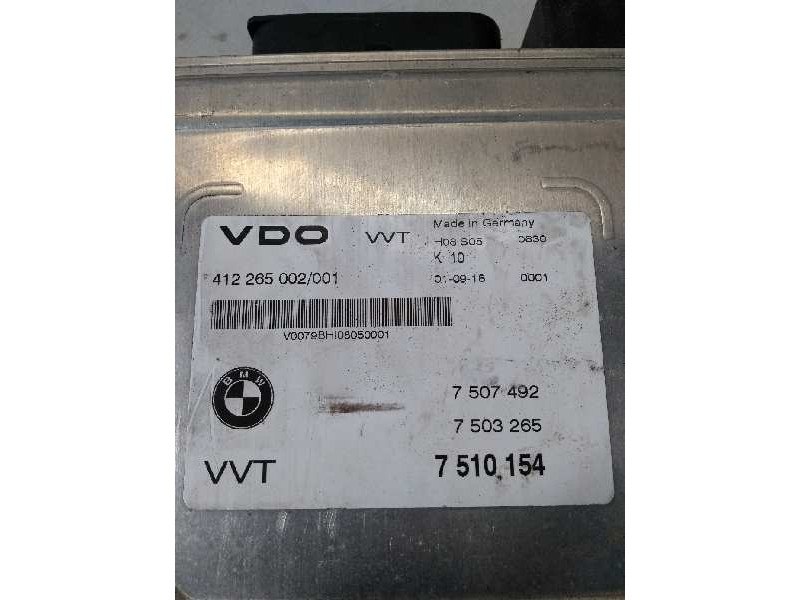 VDO VVT Made in Germany
H08 S05 0830
K 10
412 265 002/001 01-09-18 0001
V0079BHI08050001
BMW
7 507 492
7 503 265
VVT 7 510 154